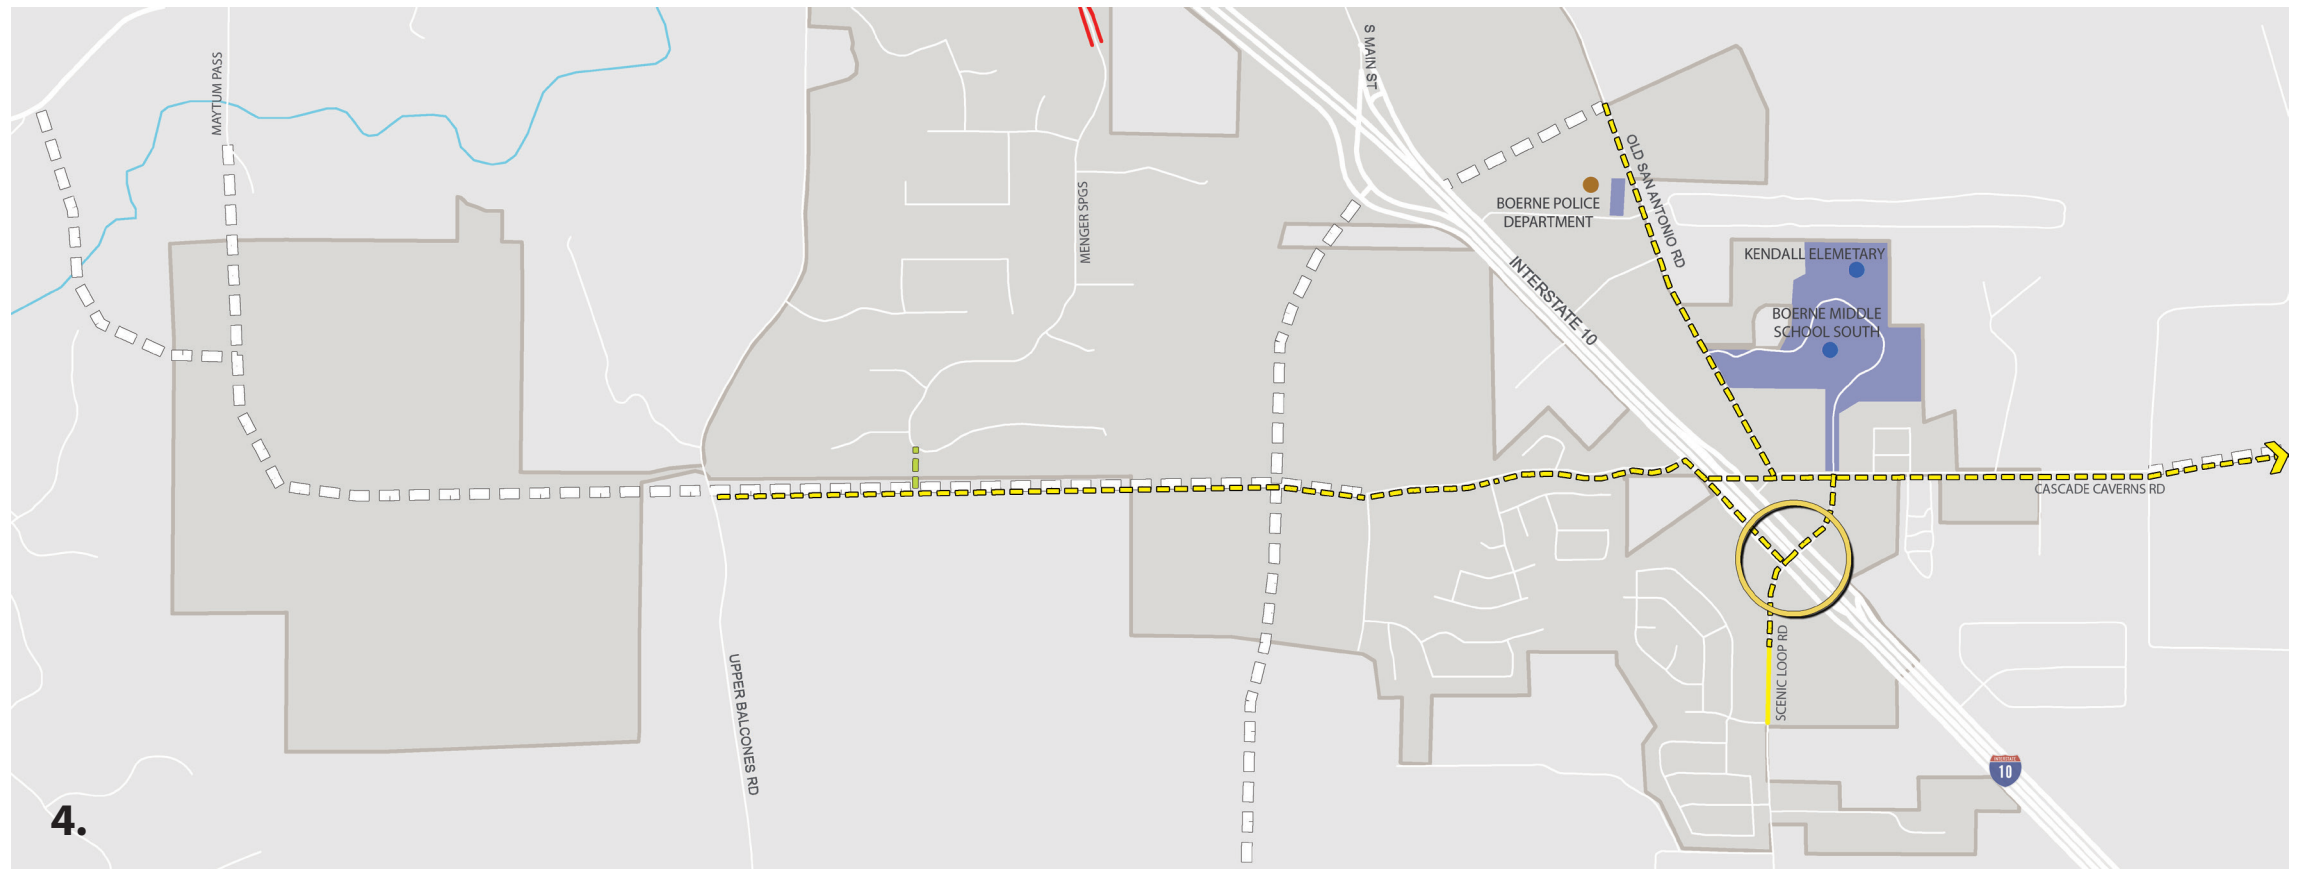 MAYTUM PASS
S MAIN ST
OLD SAN ANTONIO RD
MENGER SPGS
BOERNE POLICE
DEPARTMENT
KENDALL ELEMETARY
INTERSTATE 10
BOERNE MIDDLE
SCHOOL SOUTH
CASCADE CAVERNS RD
SCENIC LOOP RD
UPPER BALCONES RD
INTERSTATE
10
4.